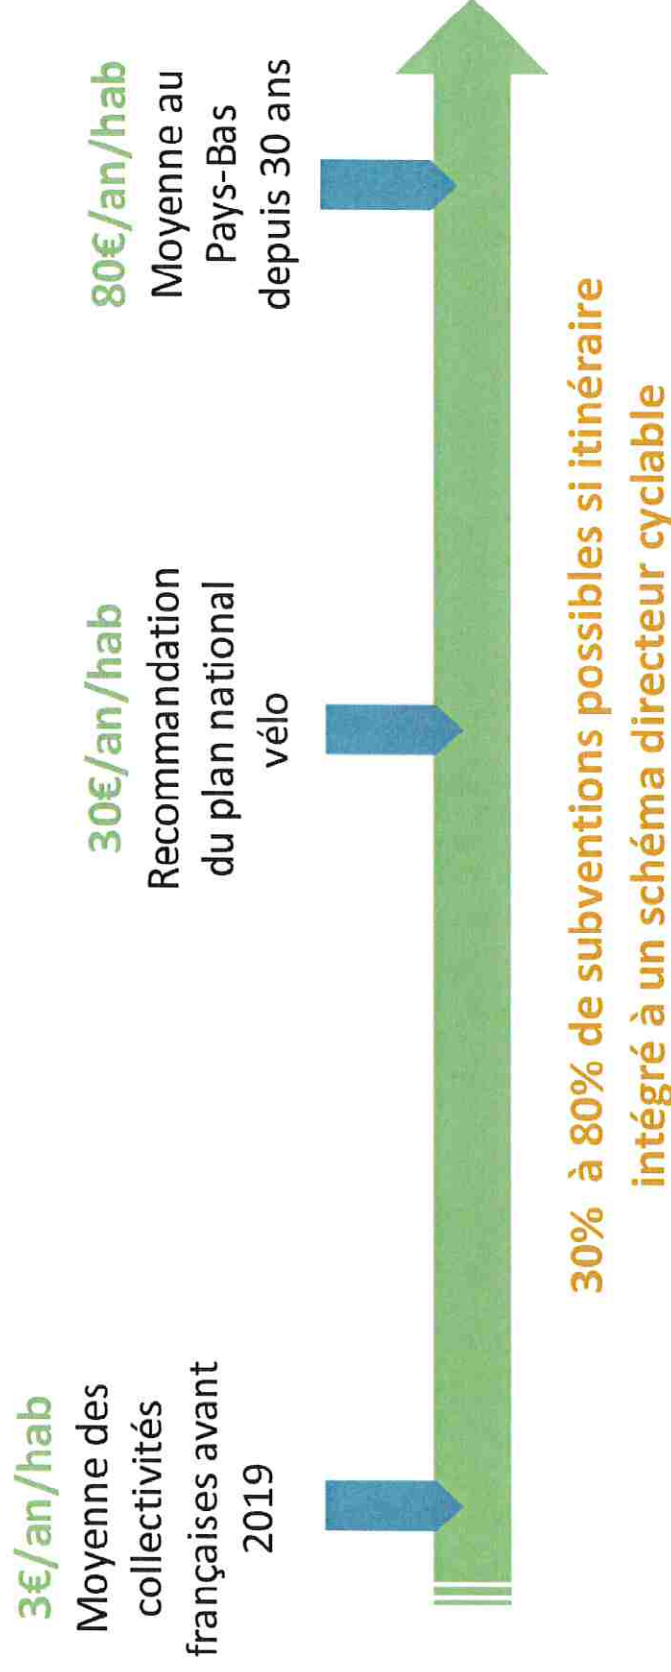 3€/an/hab
Moyenne des
collectivités
françaises avant
2019
30€/an/hab
Recommandation
du plan national
vélo
80€/an/hab
Moyenne au
Pays-Bas
depuis 30 ans
30% à 80% de subventions possibles si itinéraire
intégré à un schéma directeur cyclable